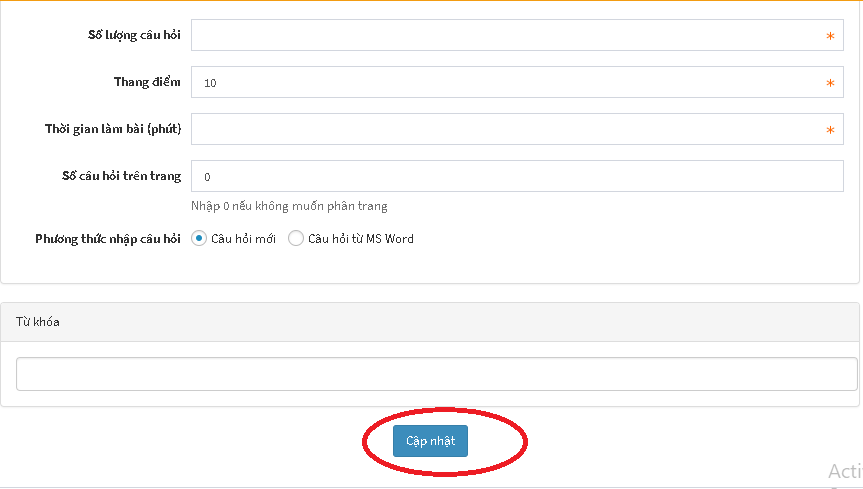 Số lượng câu hỏi *
Thang điểm 10 *
Thời gian làm bài (phút) *
Số câu hỏi trên trang 0
Nhập 0 nếu không muốn phân trang
Phương thức nhập câu hỏi Câu hỏi mới Câu hỏi từ MS Word
Từ khóa
Cập nhật
Acti